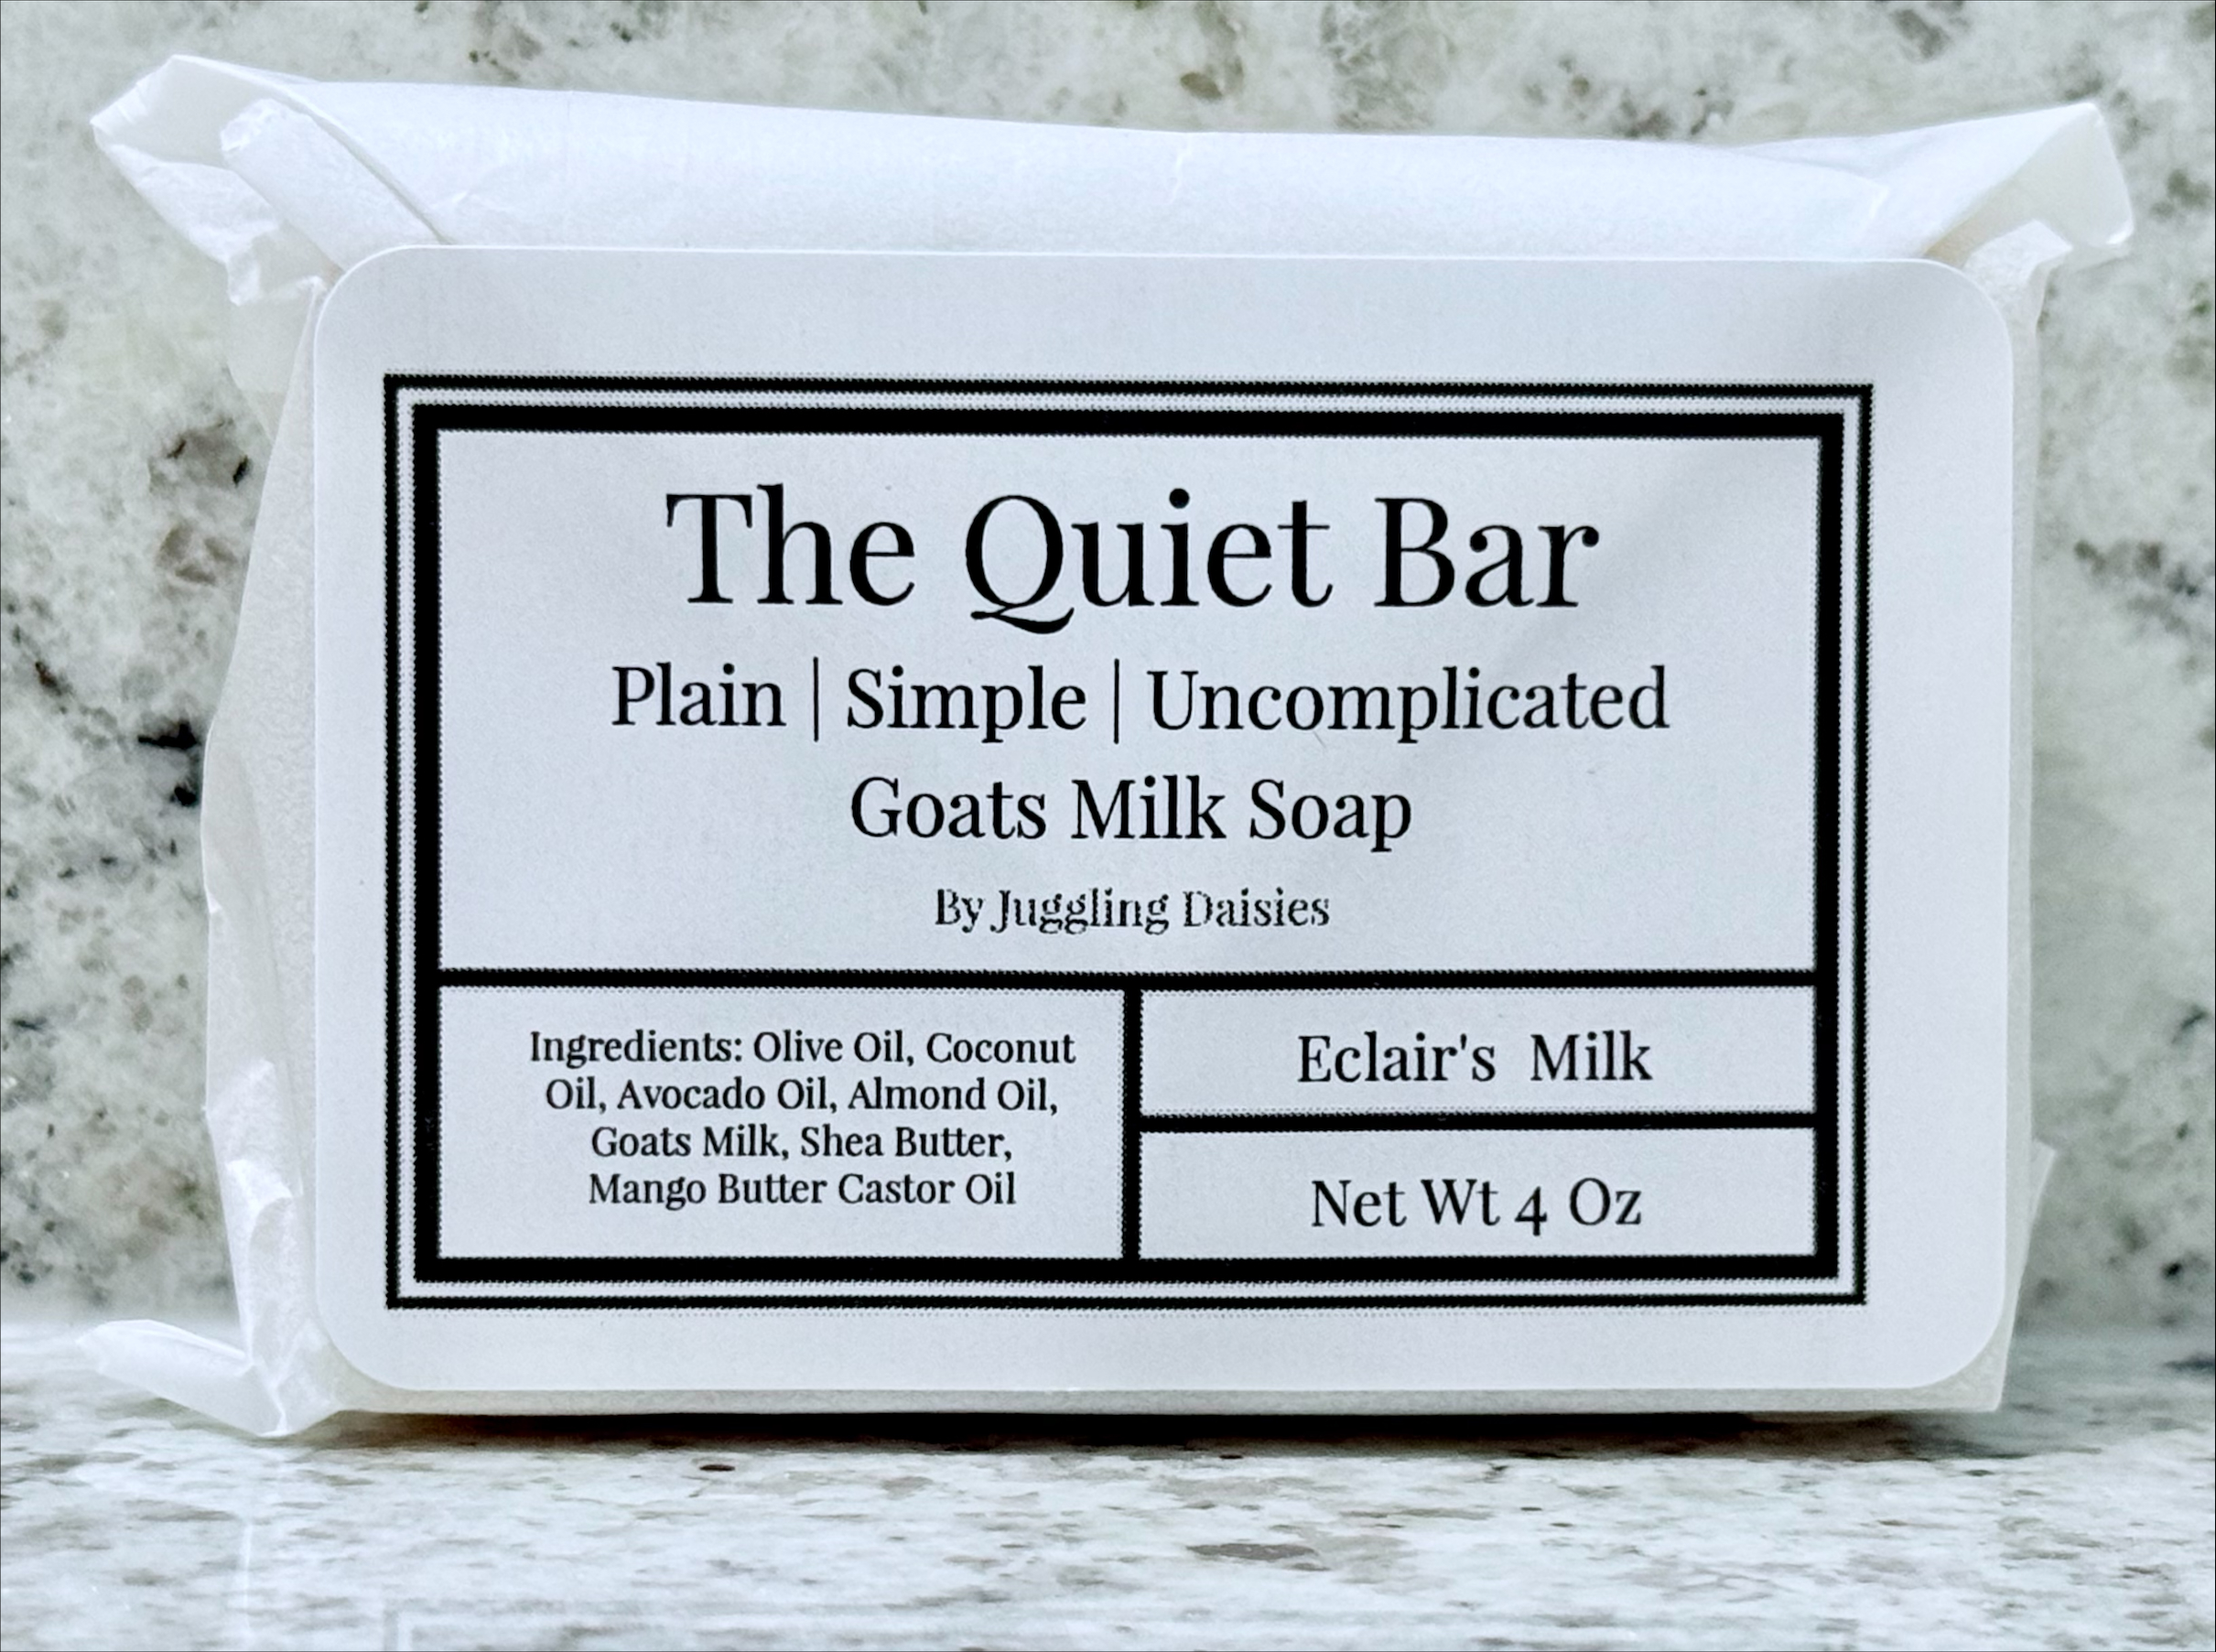 The Quiet Bar
Plain | Simple | Uncomplicated
Goats Milk Soap
By Juggling Daisies
Ingredients: Olive Oil, Coconut
Oil, Avocado Oil, Almond Oil,
Goats Milk, Shea Butter,
Mango Butter Castor Oil
Eclair's Milk
Net Wt 4 Oz